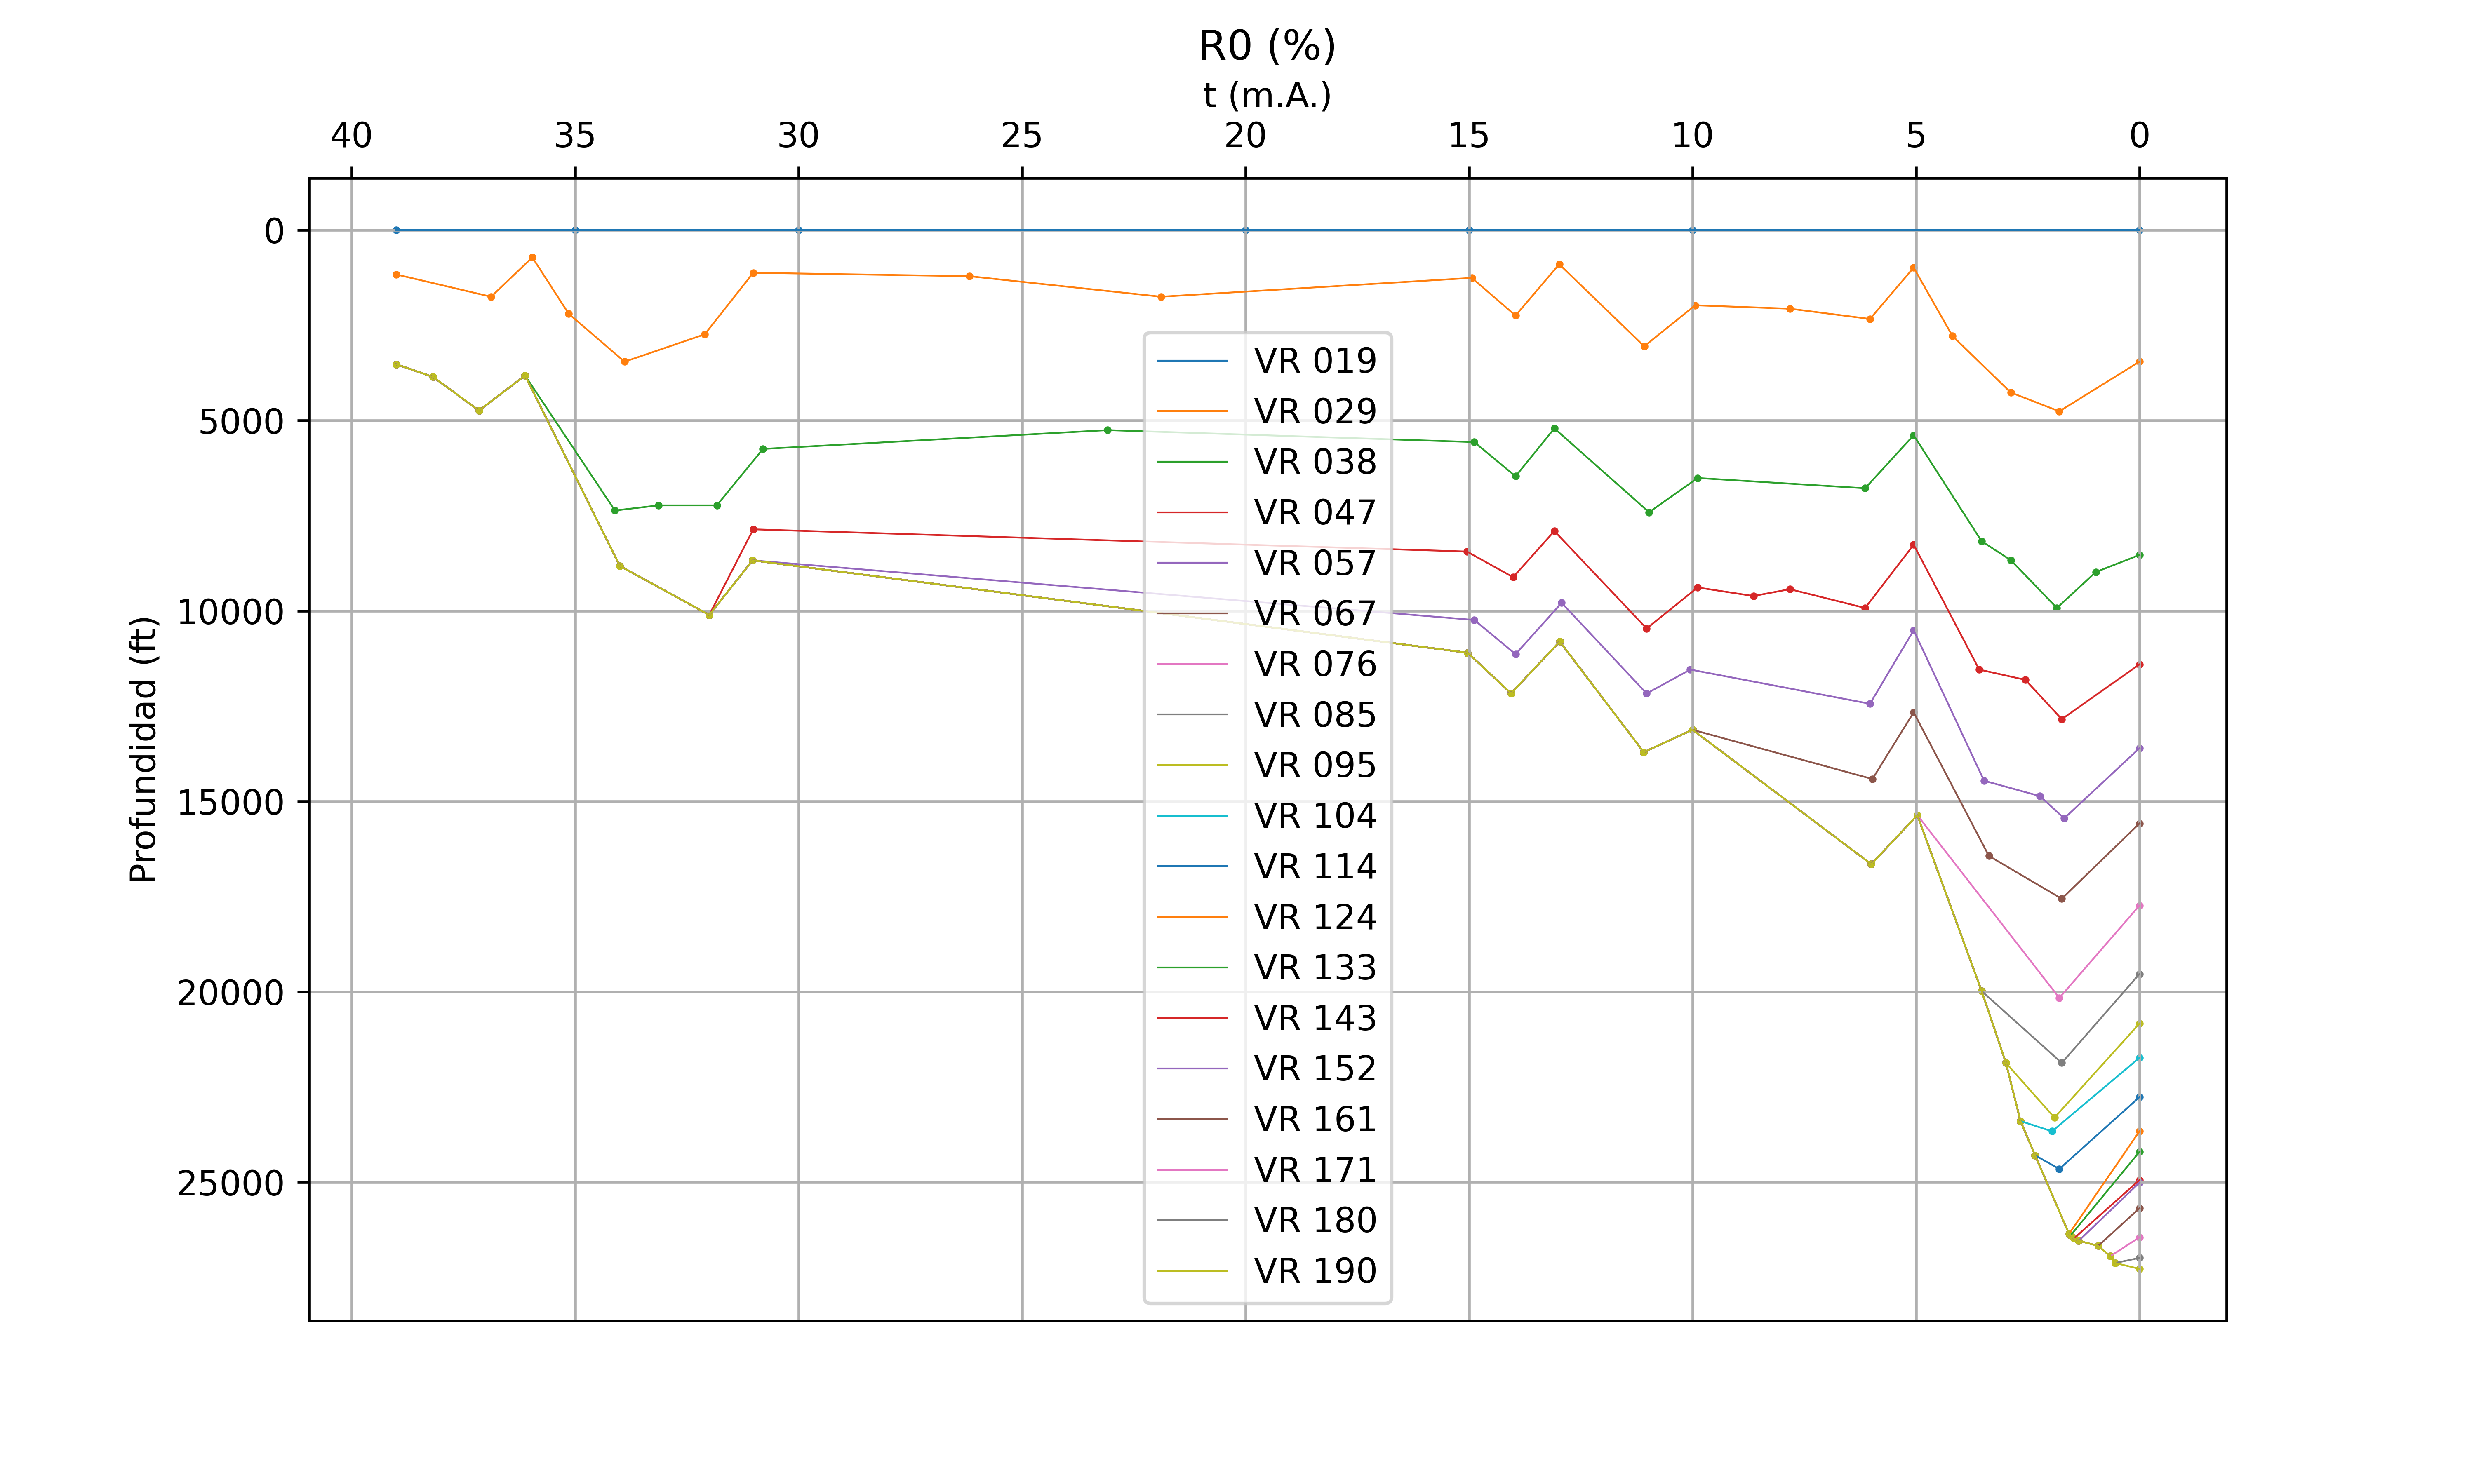 R0 (%)
t (m.A.)
40 35 30 25 20 15 10 5 0
Profundidad (ft)
0
5000
10000
15000
20000
25000
VR 019
VR 029
VR 038
VR 047
VR 057
VR 067
VR 076
VR 085
VR 095
VR 104
VR 114
VR 124
VR 133
VR 143
VR 152
VR 161
VR 171
VR 180
VR 190